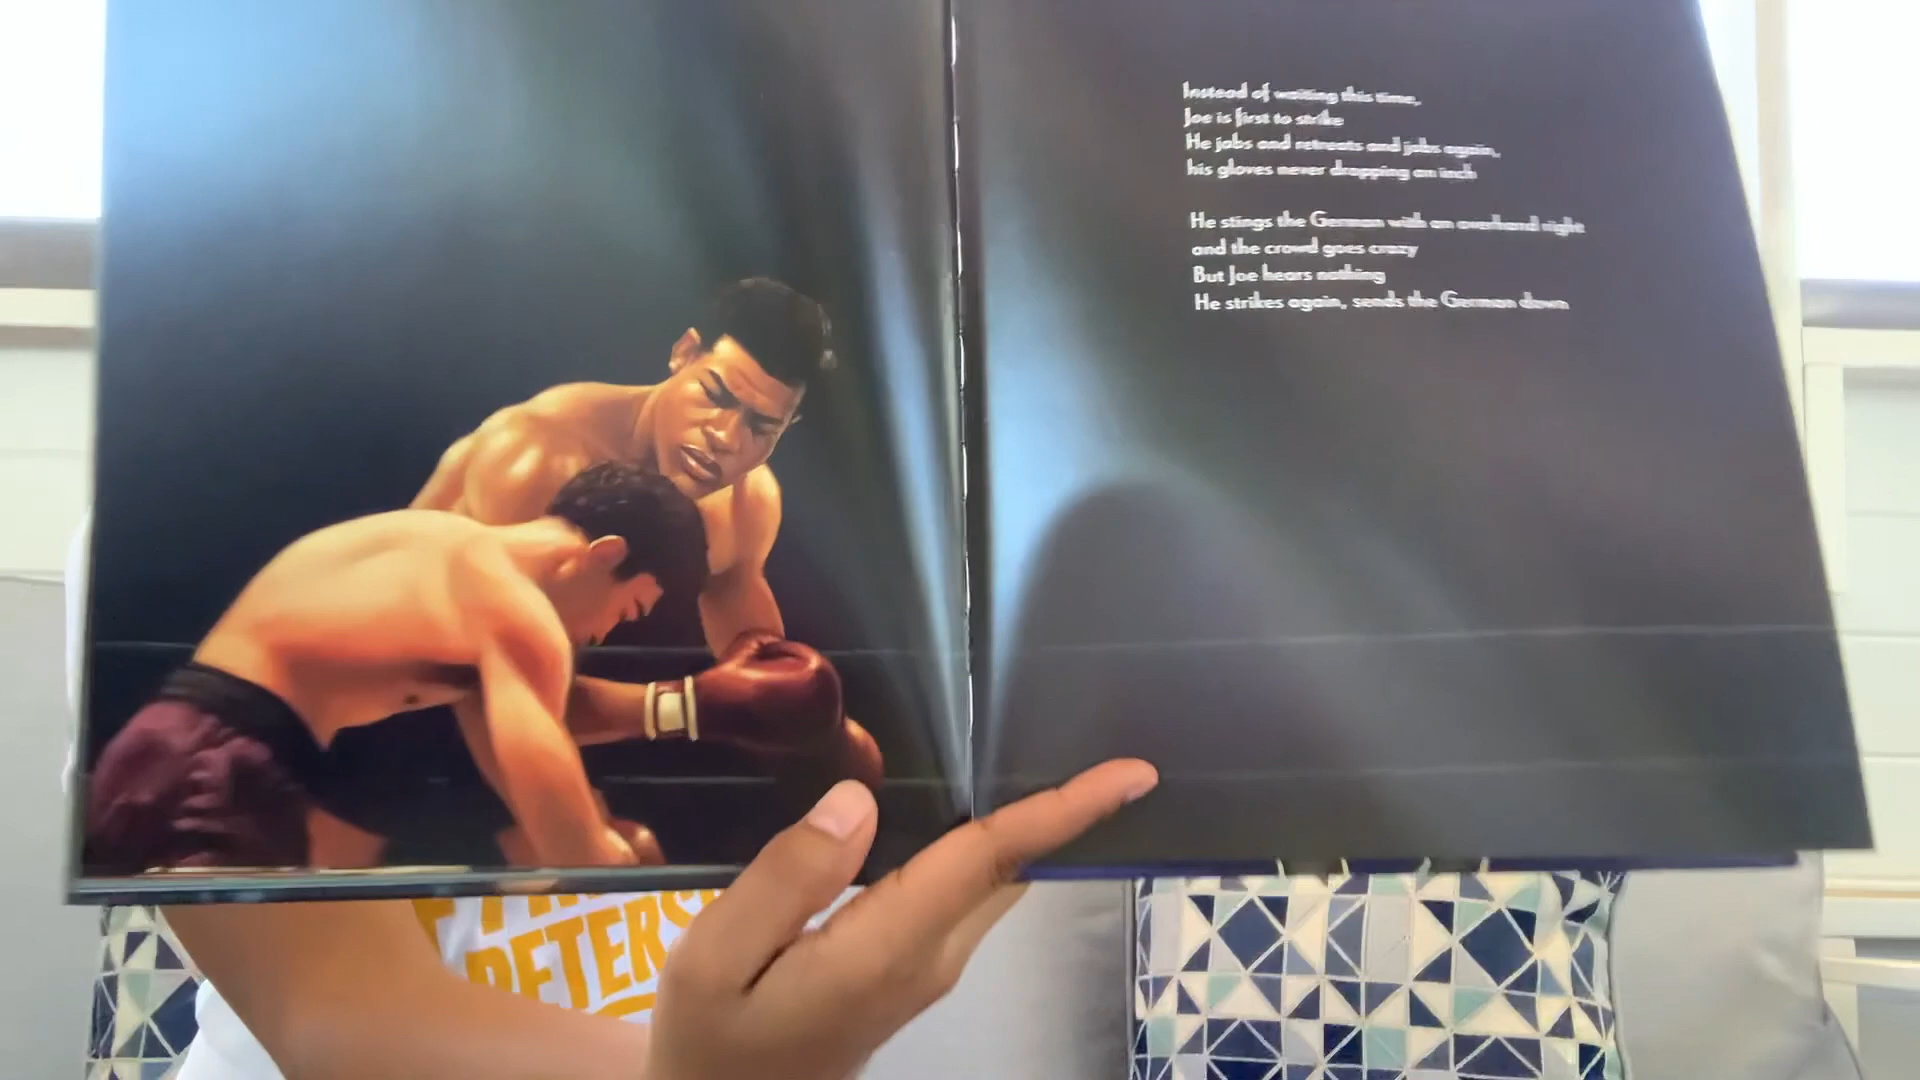 Instead of waiting this time,
Joe is first to strike
He jabs and retreats and jabs again,
his gloves never dropping an inch
He stings the German with an overhand right
and the crowd goes crazy
But Joe hears nothing
He strikes again, sends the German down